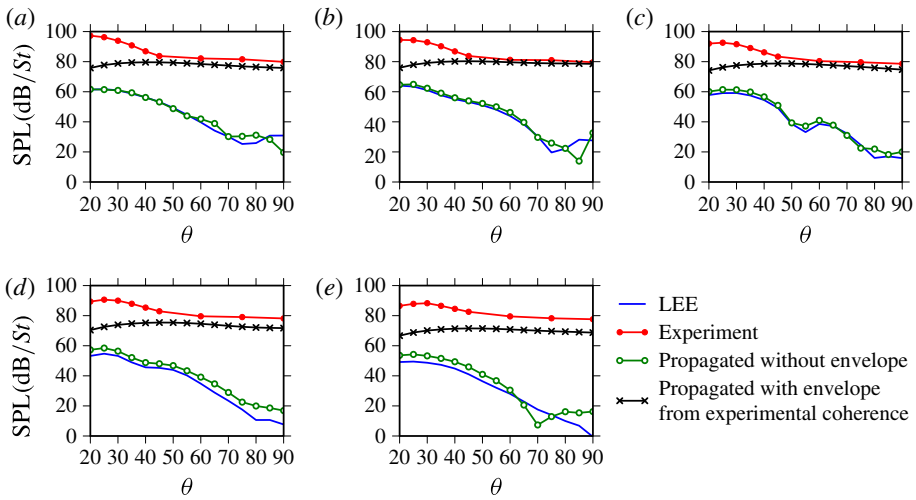 (a)
100
80
60
40
20
0
SPL(dB/St)
20 30 40 50 60 70 80 90
θ
(b)
100
80
60
40
20
0
20 30 40 50 60 70 80 90
θ
(c)
100
80
60
40
20
0
20 30 40 50 60 70 80 90
θ
(d)
100
80
60
40
20
0
SPL(dB/St)
20 30 40 50 60 70 80 90
θ
(e)
100
80
60
40
20
0
20 30 40 50 60 70 80 90
θ
LEE
Experiment
Propagated without envelope
Propagated with envelope
from experimental coherence